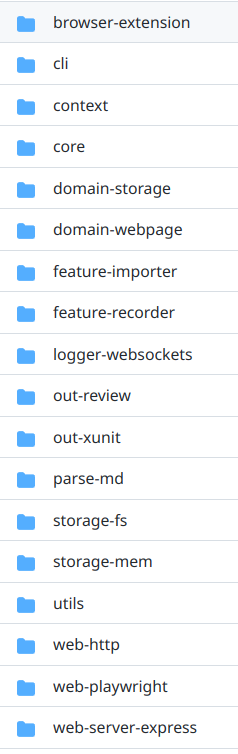 browser-extension
cli
context
core
domain-storage
domain-webpage
feature-importer
feature-recorder
logger-websockets
out-review
out-xunit
parse-md
storage-fs
storage-mem
utils
web-http
web-playwright
web-server-express